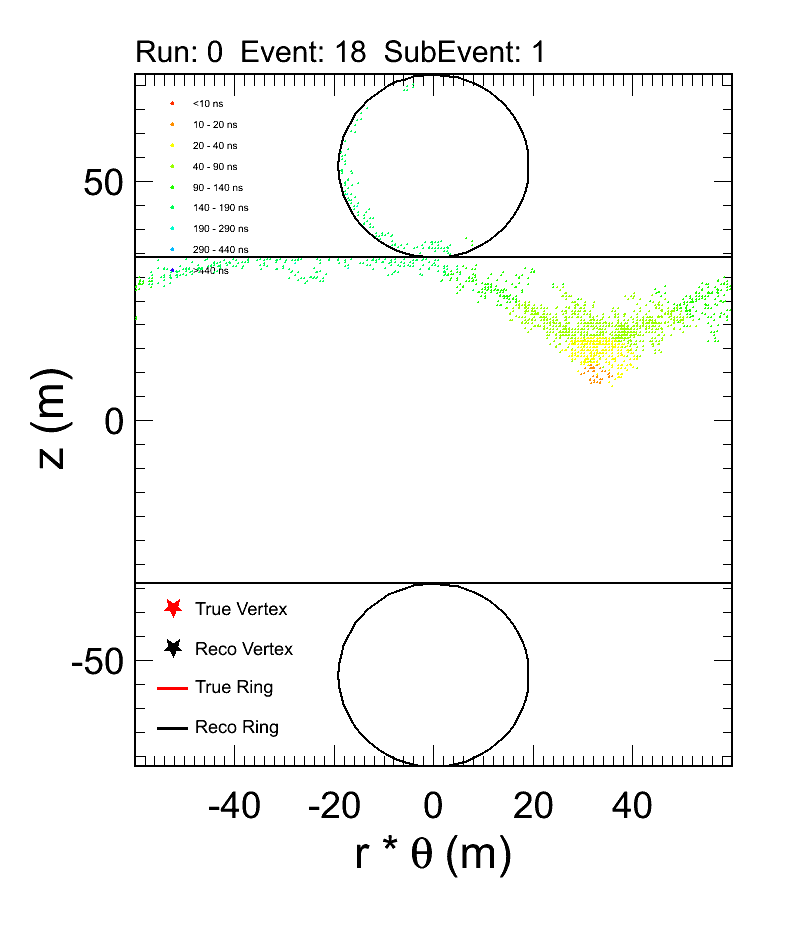 Run: 0  Event: 18  SubEvent: 1
<10 ns
10 - 20 ns
20 - 40 ns
40 - 90 ns
90 - 140 ns
140 - 190 ns
190 - 290 ns
290 - 440 ns
>440 ns
50
0
-50
z (m)
True Vertex
Reco Vertex
True Ring
Reco Ring
-40 -20 0 20 40
r * θ (m)